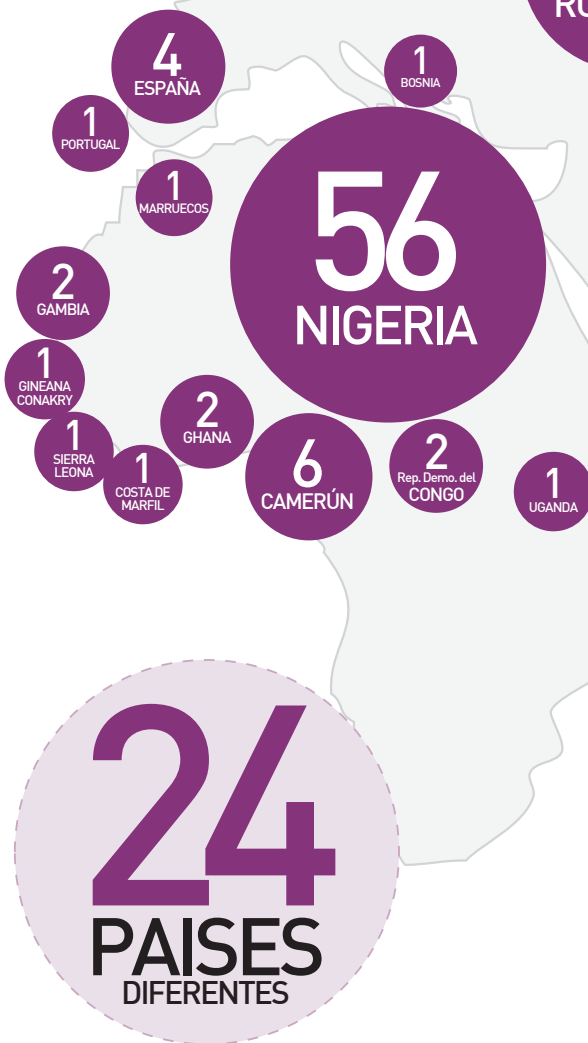 4
ESPAÑA
1
BOSNIA
1
PORTUGAL
1
MARRUECOS
56
NIGERIA
2
GAMBIA
1
GINEANA
CONAKRY
2
GHANA
1
SIERRA
LEONA
1
COSTA DE
MARFIL
6
CAMERÚN
2
Rep. Demo. del
CONGO
1
UGANDA
24
PAISES
DIFERENTES